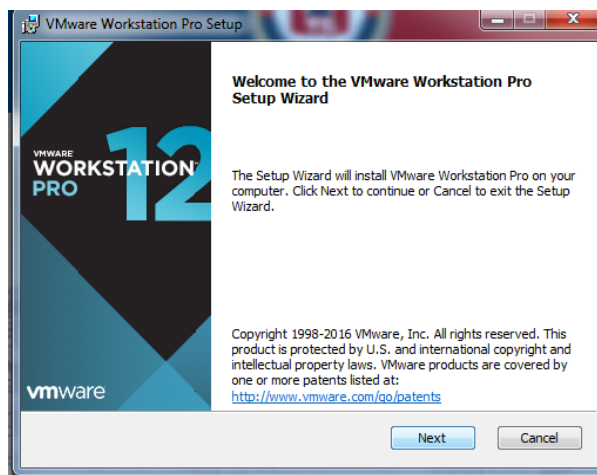 VMware Workstation Pro Setup
Welcome to the VMware Workstation Pro
Setup Wizard
VMWARE
WORKSTATION
PRO
12
The Setup Wizard will install VMware Workstation Pro on your
computer. Click Next to continue or Cancel to exit the Setup
Wizard.
Copyright 1998-2016 VMware, Inc. All rights reserved. This
product is protected by U.S. and international copyright and
intellectual property laws. VMware products are covered by
one or more patents listed at:
http://www.vmware.com/go/patents
vmware
Next
Cancel